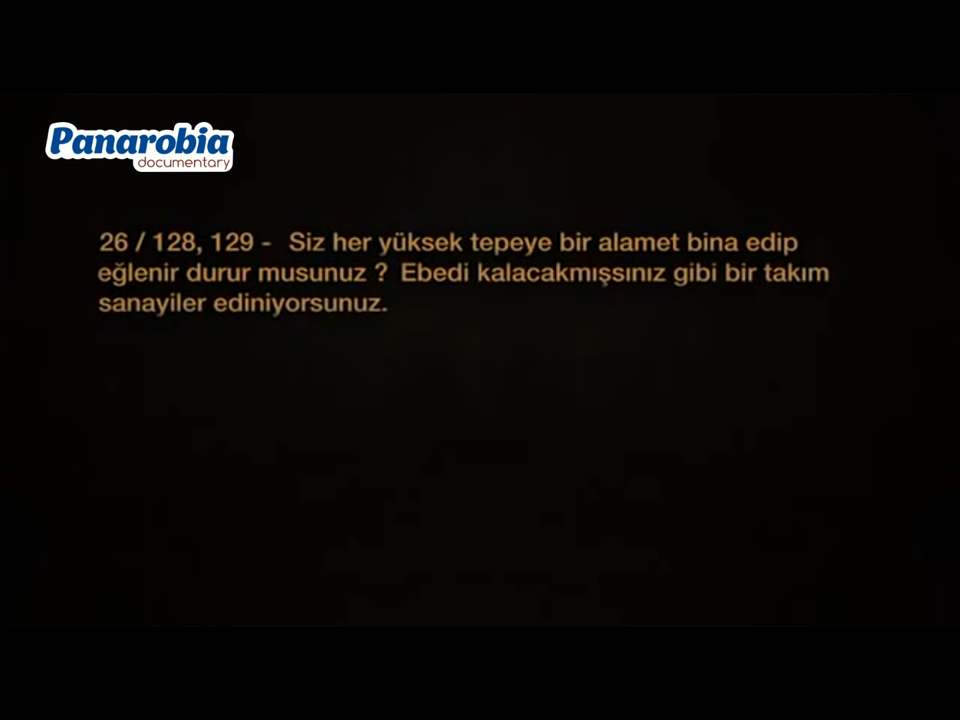 Panarobia
documentary
26 / 128, 129 - Siz her yüksek tepeye bir alamet bina edip
eğlenir durur musunuz ? Ebedi kalacakmışsınız gibi bir takım
sanayiler ediniyorsunuz.